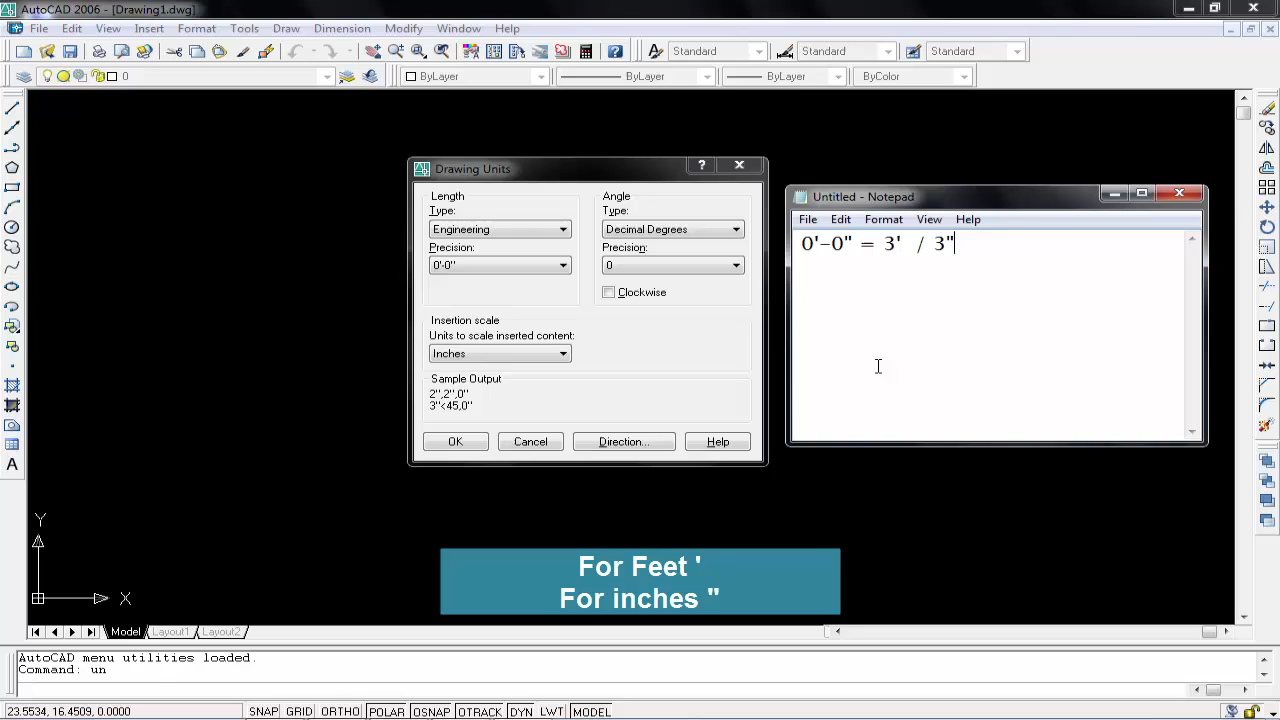 AutoCAD 2006 - [Drawing1.dwg]
File Edit View Insert Format Tools Draw Dimension Modify Window Help
Standard Standard Standard
0 ByLayer ByLayer ByLayer ByColor
Drawing Units
Length
Type:
Engineering
Precision:
0'-0"
Angle
Type:
Decimal Degrees
Precision:
0
Clockwise
Insertion scale
Units to scale inserted content:
Inches
Sample Output
2",2",0"
3"<45,0"
OK Cancel Direction... Help
Untitled - Notepad
File Edit Format View Help
0'-0" = 3' / 3"
For Feet '
For inches "
Y
X
A
Model Layout1 Layout2
AutoCAD menu utilities loaded.
Command: un
23.5534, 16.4509, 0.0000 SNAP GRID ORTHO POLAR OSNAP OTRACK DYN LWT MODEL